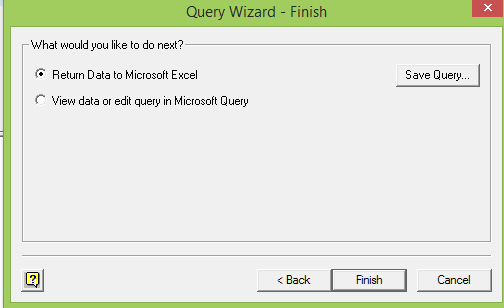 Query Wizard - Finish
What would you like to do next?
Return Data to Microsoft Excel
Save Query...
View data or edit query in Microsoft Query
?
< Back
Finish
Cancel